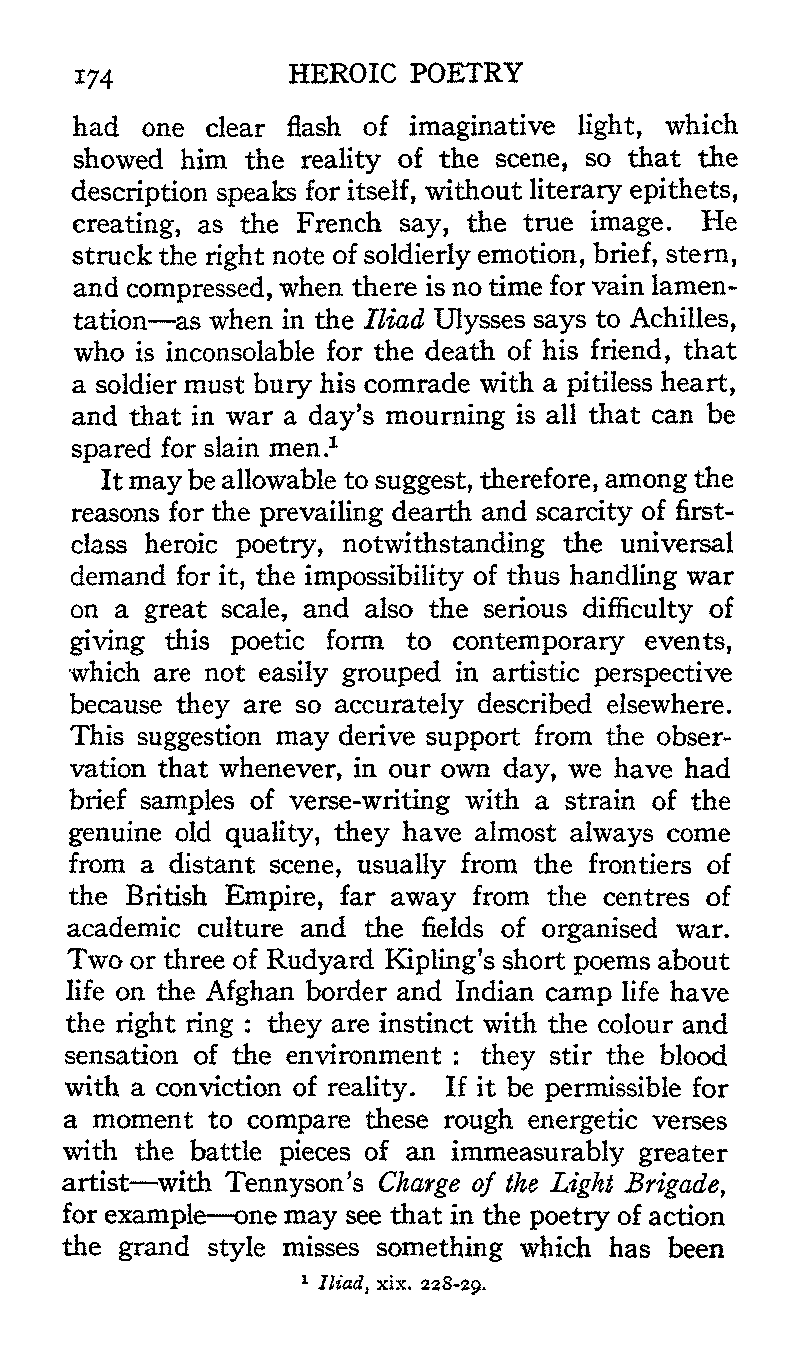 174 HEROIC POETRY
had one clear flash of imaginative light, which
showed him the reality of the scene, so that the
description speaks for itself, without literary epithets,
creating, as the French say, the true image. He
struck the right note of soldierly emotion, brief, stern,
and compressed, when there is no time for vain lamen-
tation—as when in the Iliad Ulysses says to Achilles,
who is inconsolable for the death of his friend, that
a soldier must bury his comrade with a pitiless heart,
and that in war a day's mourning is all that can be
spared for slain men.¹
It may be allowable to suggest, therefore, among the
reasons for the prevailing dearth and scarcity of first-
class heroic poetry, notwithstanding the universal
demand for it, the impossibility of thus handling war
on a great scale, and also the serious difficulty of
giving this poetic form to contemporary events,
which are not easily grouped in artistic perspective
because they are so accurately described elsewhere.
This suggestion may derive support from the obser-
vation that whenever, in our own day, we have had
brief samples of verse-writing with a strain of the
genuine old quality, they have almost always come
from a distant scene, usually from the frontiers of
the British Empire, far away from the centres of
academic culture and the fields of organised war.
Two or three of Rudyard Kipling's short poems about
life on the Afghan border and Indian camp life have
the right ring : they are instinct with the colour and
sensation of the environment : they stir the blood
with a conviction of reality. If it be permissible for
a moment to compare these rough energetic verses
with the battle pieces of an immeasurably greater
artist—with Tennyson's Charge of the Light Brigade,
for example—one may see that in the poetry of action
the grand style misses something which has been
¹ Iliad, xix. 228-29.